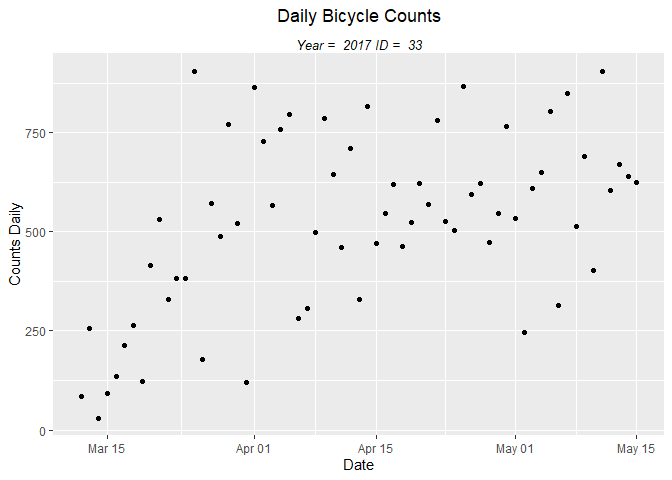 Daily Bicycle Counts
Year =  2017 ID =  33
Counts Daily
750
500
250
0
Mar 15
Apr 01
Apr 15
May 01
May 15
Date